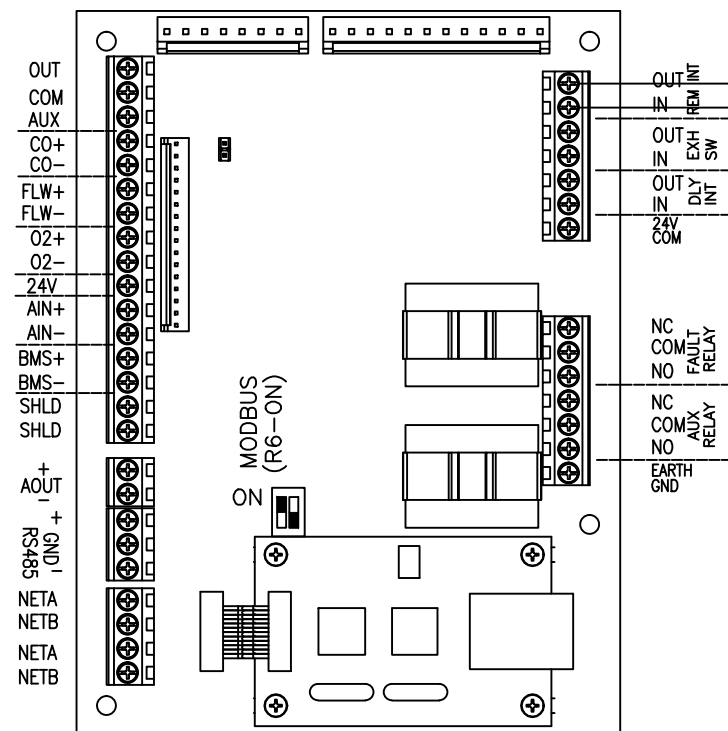 OUT
COM
AUX
CO+
CO-
FLW+
FLW-
O2+
O2-
24V
AIN+
AIN-
BMS+
BMS-
SHLD
SHLD
+
AOUT
-
+
GND
-
RS485
NETA
NETB
NETA
NETB
MODBUS
(R6-ON)
ON
OUT
IN
REM INT
OUT
IN
EXH
SW
OUT
IN
DLY
INT
24V
COM
NC
COM
NO
FAULT
RELAY
NC
COM
NO
AUX
RELAY
EARTH
GND